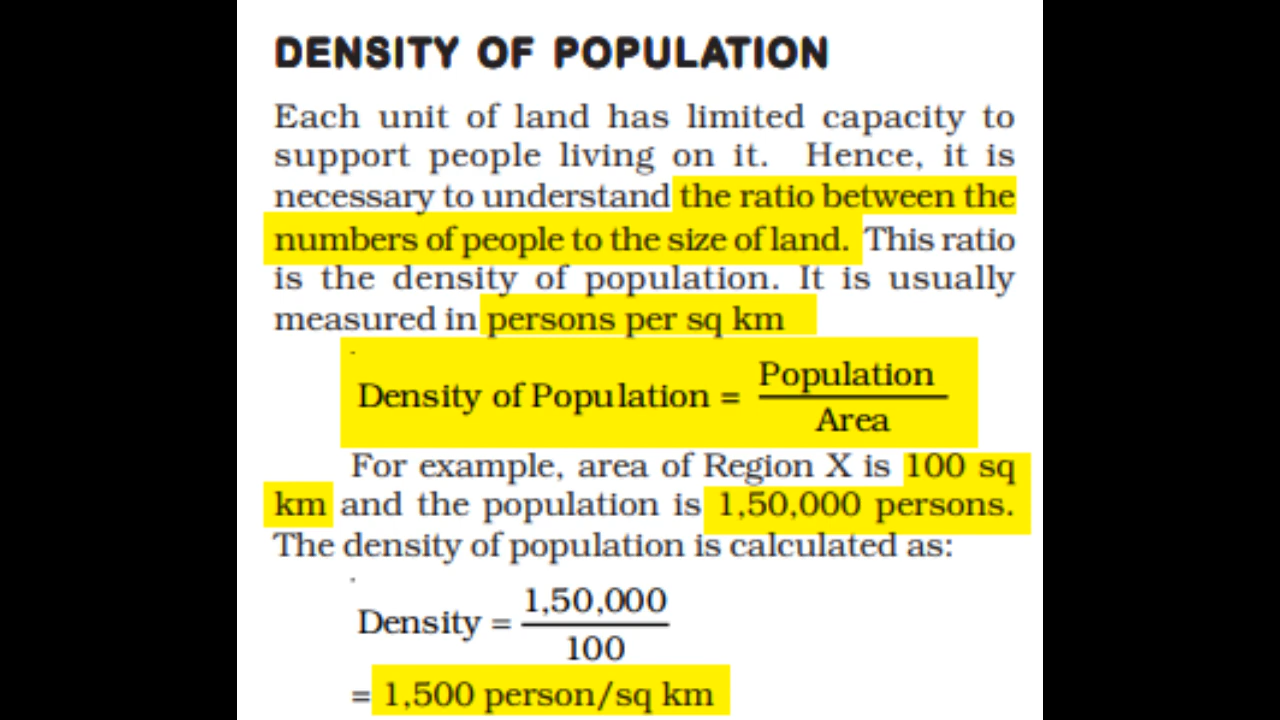 DENSITY OF POPULATION
Each unit of land has limited capacity to
support people living on it. Hence, it is
necessary to understand the ratio between the
numbers of people to the size of land. This ratio
is the density of population. It is usually
measured in persons per sq km
Density of Population = Population
Area
For example, area of Region X is 100 sq
km and the population is 1,50,000 persons.
The density of population is calculated as:
Density = 1,50,000
100
= 1,500 person/sq km